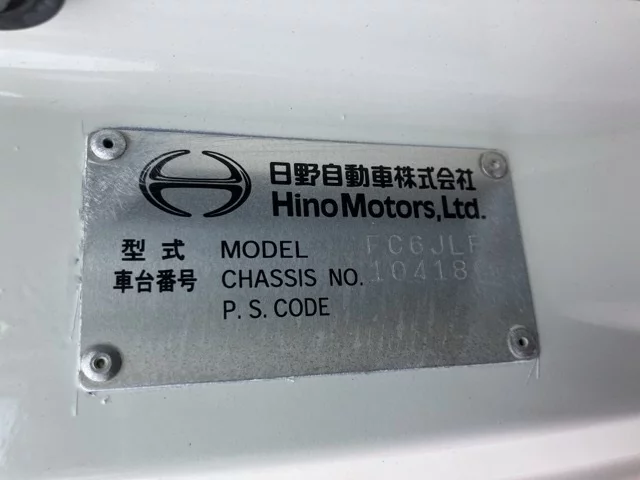 日野自動車株式会社
Hino Motors, Ltd.
型式 MODEL FC6JLF
車台番号 CHASSIS NO. 10418
P. S. CODE